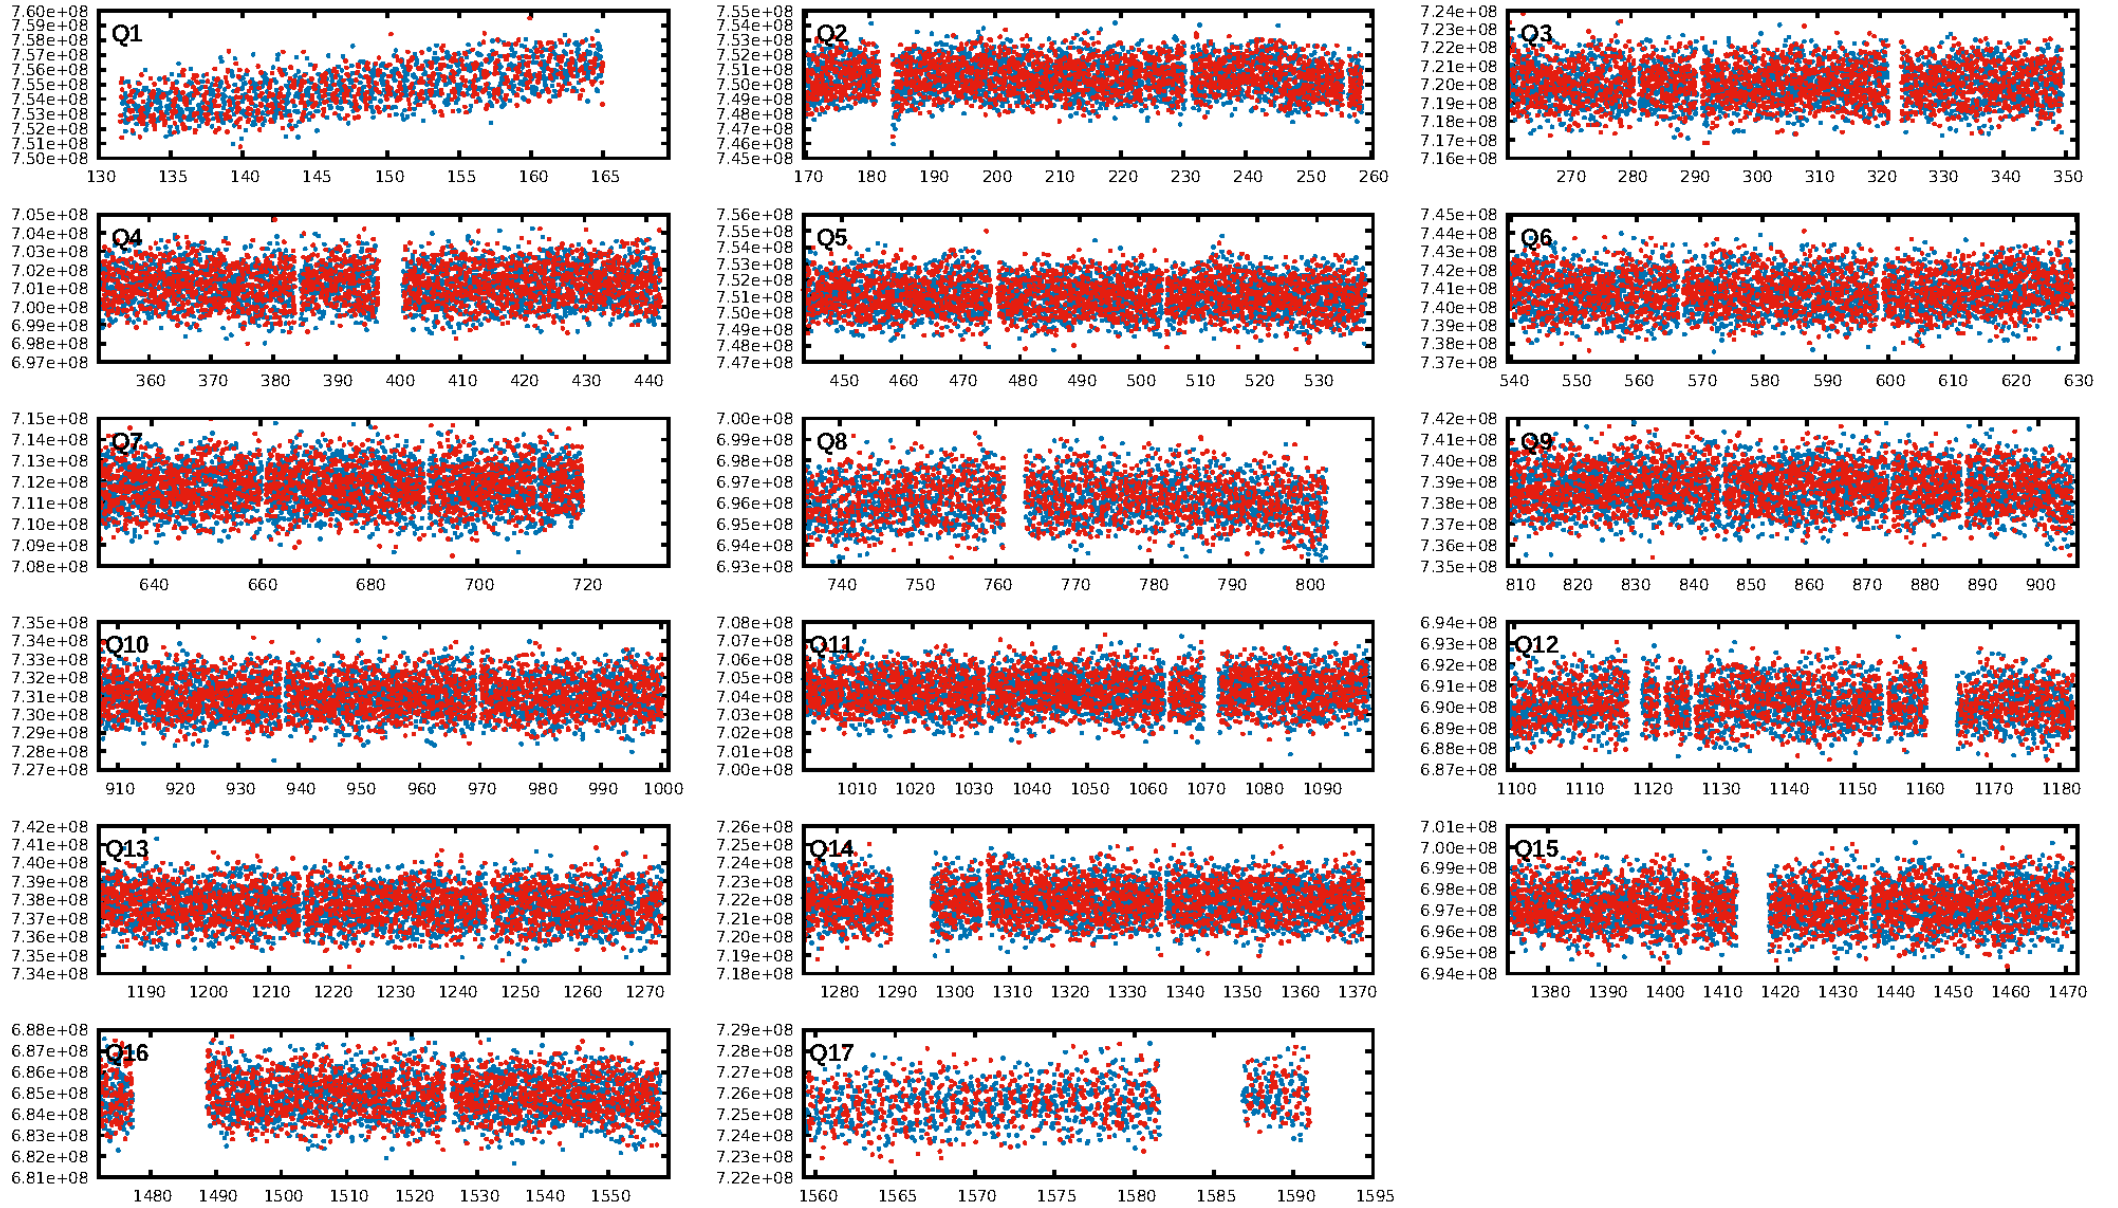 7.60e+08
7.59e+08
7.58e+08
7.57e+08
7.56e+08
7.55e+08
7.54e+08
7.53e+08
7.52e+08
7.51e+08
7.50e+08
Q1
130 135 140 145 150 155 160 165
7.55e+08
7.54e+08
7.53e+08
7.52e+08
7.51e+08
7.50e+08
7.49e+08
7.48e+08
7.47e+08
7.46e+08
7.45e+08
Q2
170 180 190 200 210 220 230 240 250 260
7.24e+08
7.23e+08
7.22e+08
7.21e+08
7.20e+08
7.19e+08
7.18e+08
7.17e+08
7.16e+08
Q3
270 280 290 300 310 320 330 340 350
7.05e+08
7.04e+08
7.03e+08
7.02e+08
7.01e+08
7.00e+08
6.99e+08
6.98e+08
6.97e+08
Q4
360 370 380 390 400 410 420 430 440
7.56e+08
7.55e+08
7.54e+08
7.53e+08
7.52e+08
7.51e+08
7.50e+08
7.49e+08
7.48e+08
7.47e+08
Q5
450 460 470 480 490 500 510 520 530
7.45e+08
7.44e+08
7.43e+08
7.42e+08
7.41e+08
7.40e+08
7.39e+08
7.38e+08
7.37e+08
Q6
540 550 560 570 580 590 600 610 620 630
7.15e+08
7.14e+08
7.13e+08
7.12e+08
7.11e+08
7.10e+08
7.09e+08
7.08e+08
Q7
640 660 680 700 720
7.00e+08
6.99e+08
6.98e+08
6.97e+08
6.96e+08
6.95e+08
6.94e+08
6.93e+08
Q8
740 750 760 770 780 790 800
7.42e+08
7.41e+08
7.40e+08
7.39e+08
7.38e+08
7.37e+08
7.36e+08
7.35e+08
Q9
810 820 830 840 850 860 870 880 890 900
7.35e+08
7.34e+08
7.33e+08
7.32e+08
7.31e+08
7.30e+08
7.29e+08
7.28e+08
7.27e+08
Q10
910 920 930 940 950 960 970 980 990 1000
7.08e+08
7.07e+08
7.06e+08
7.05e+08
7.04e+08
7.03e+08
7.02e+08
7.01e+08
7.00e+08
Q11
1010 1020 1030 1040 1050 1060 1070 1080 1090
6.94e+08
6.93e+08
6.92e+08
6.91e+08
6.90e+08
6.89e+08
6.88e+08
6.87e+08
Q12
1100 1110 1120 1130 1140 1150 1160 1170 1180
7.42e+08
7.41e+08
7.40e+08
7.39e+08
7.38e+08
7.37e+08
7.36e+08
7.35e+08
7.34e+08
Q13
1190 1200 1210 1220 1230 1240 1250 1260 1270
7.26e+08
7.25e+08
7.24e+08
7.23e+08
7.22e+08
7.21e+08
7.20e+08
7.19e+08
7.18e+08
Q14
1280 1290 1300 1310 1320 1330 1340 1350 1360 1370
7.01e+08
7.00e+08
6.99e+08
6.98e+08
6.97e+08
6.96e+08
6.95e+08
6.94e+08
Q15
1380 1390 1400 1410 1420 1430 1440 1450 1460 1470
6.88e+08
6.87e+08
6.86e+08
6.85e+08
6.84e+08
6.83e+08
6.82e+08
6.81e+08
Q16
1480 1490 1500 1510 1520 1530 1540 1550
7.29e+08
7.28e+08
7.27e+08
7.26e+08
7.25e+08
7.24e+08
7.23e+08
7.22e+08
Q17
1560 1565 1570 1575 1580 1585 1590 1595